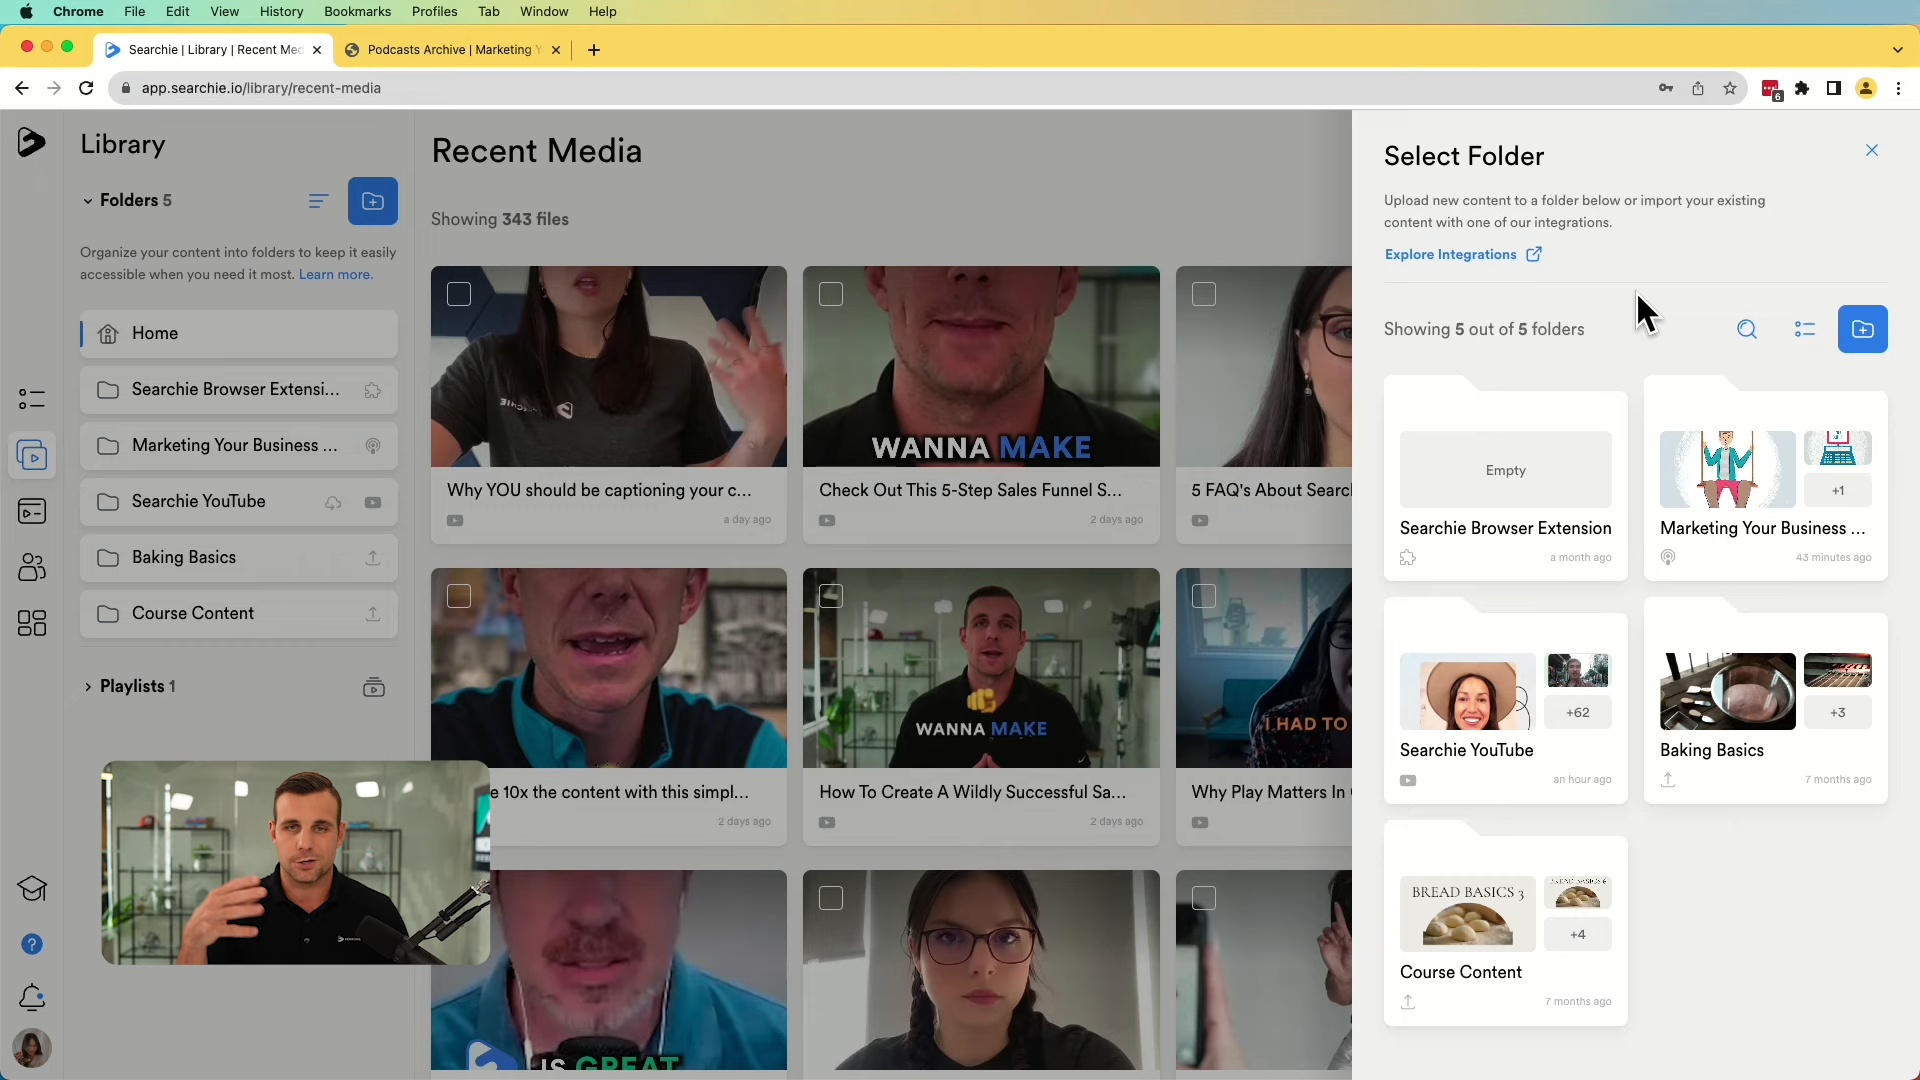 Chrome File Edit View History Bookmarks Profiles Tab Window Help
Searchie | Library | Recent Med
Podcasts Archive | Marketing Y
app.searchie.io/library/recent-media
6
Library
Folders 5
Organize your content into folders to keep it easily
accessible when you need it most. Learn more.
Home
Searchie Browser Extensi...
Marketing Your Business ...
Searchie YouTube
Baking Basics
Course Content
Playlists 1
Recent Media
Showing 343 files
WANNA MAKE
Why YOU should be captioning your c...
a day ago
Check Out This 5-Step Sales Funnel S...
2 days ago
5 FAQ's About Searc
WANNA MAKE
I HAD TO
e 10x the content with this simpl...
2 days ago
How To Create A Wildly Successful Sa...
2 days ago
Why Play Matters In
IS GREAT
Select Folder
Upload new content to a folder below or import your existing
content with one of our integrations.
Explore Integrations
Showing 5 out of 5 folders
Empty
Searchie Browser Extension
a month ago
+1
Marketing Your Business ...
43 minutes ago
+62
Searchie YouTube
an hour ago
+3
Baking Basics
7 months ago
BREAD BASICS 3
+4
Course Content
7 months ago